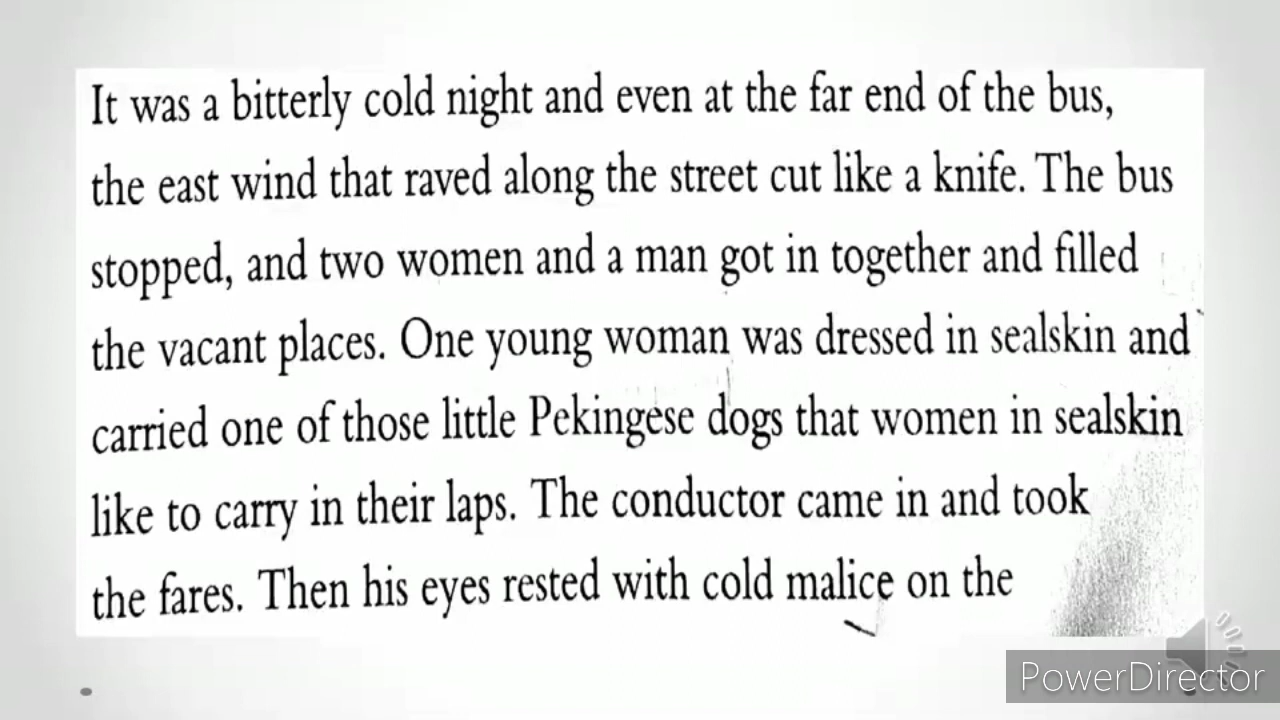 It was a bitterly cold night and even at the far end of the bus,
the east wind that raved along the street cut like a knife. The bus
stopped, and two women and a man got in together and filled
the vacant places. One young woman was dressed in sealskin and
carried one of those little Pekingese dogs that women in sealskin
like to carry in their laps. The conductor came in and took
the fares. Then his eyes rested with cold malice on the
PowerDirector